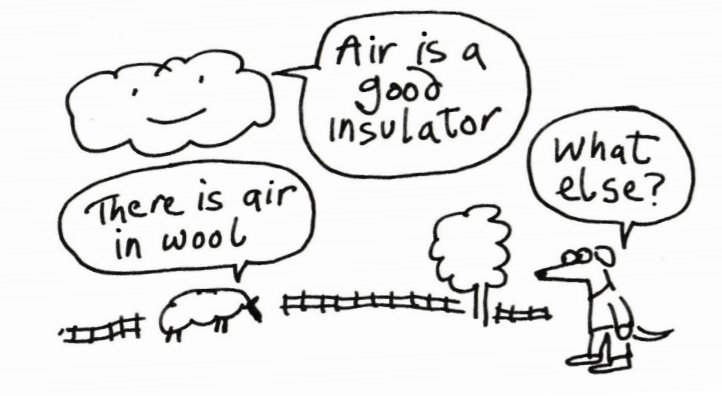 Air is a
good
insulator
What
else?
There is air
in wool